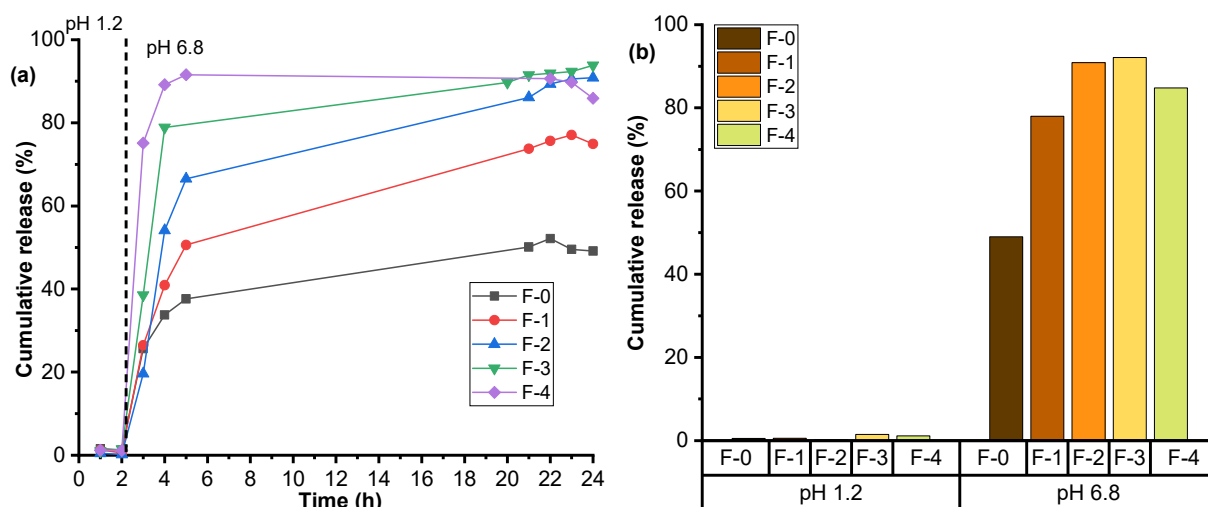 pH 1.2
pH 6.8
(a)
Cumulative release (%)
100
80
60
40
20
0
0 2 4 6 8 10 12 14 16 18 20 22 24
Time (h)
F-0
F-1
F-2
F-3
F-4
(b)
Cumulative release (%)
100
80
60
40
20
0
F-0
F-1
F-2
F-3
F-4
F-0 F-1 F-2 F-3 F-4 F-0 F-1 F-2 F-3 F-4
pH 1.2 pH 6.8